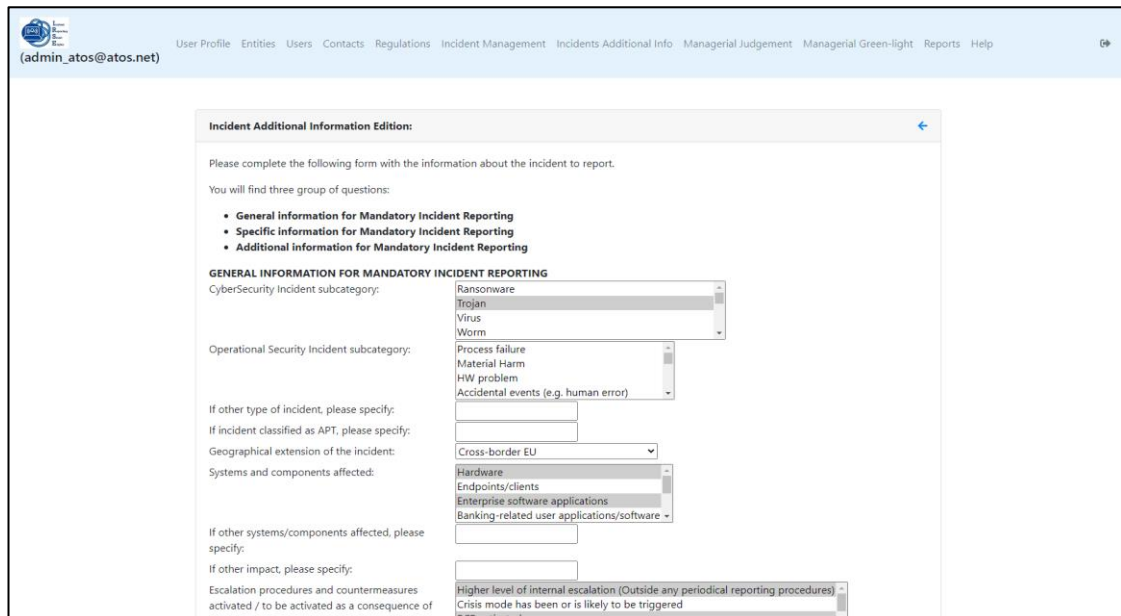 (admin_atos@atos.net)
User Profile Entities Users Contacts Regulations Incident Management Incidents Additional Info Managerial Judgement Managerial Green-light Reports Help
Incident Additional Information Edition:
Please complete the following form with the information about the incident to report.
You will find three group of questions:
• General information for Mandatory Incident Reporting
• Specific information for Mandatory Incident Reporting
• Additional information for Mandatory Incident Reporting
GENERAL INFORMATION FOR MANDATORY INCIDENT REPORTING
CyberSecurity Incident subcategory:
Ransonware
Trojan
Virus
Worm
Operational Security Incident subcategory:
Process failure
Material Harm
HW problem
Accidental events (e.g. human error)
If other type of incident, please specify:
If incident classified as APT, please specify:
Geographical extension of the incident:
Cross-border EU
Systems and components affected:
Hardware
Endpoints/clients
Enterprise software applications
Banking-related user applications/software
If other systems/components affected, please
specify:
If other impact, please specify:
Escalation procedures and countermeasures
activated / to be activated as a consequence of
Higher level of internal escalation (Outside any periodical reporting procedures)
Crisis mode has been or is likely to be triggered